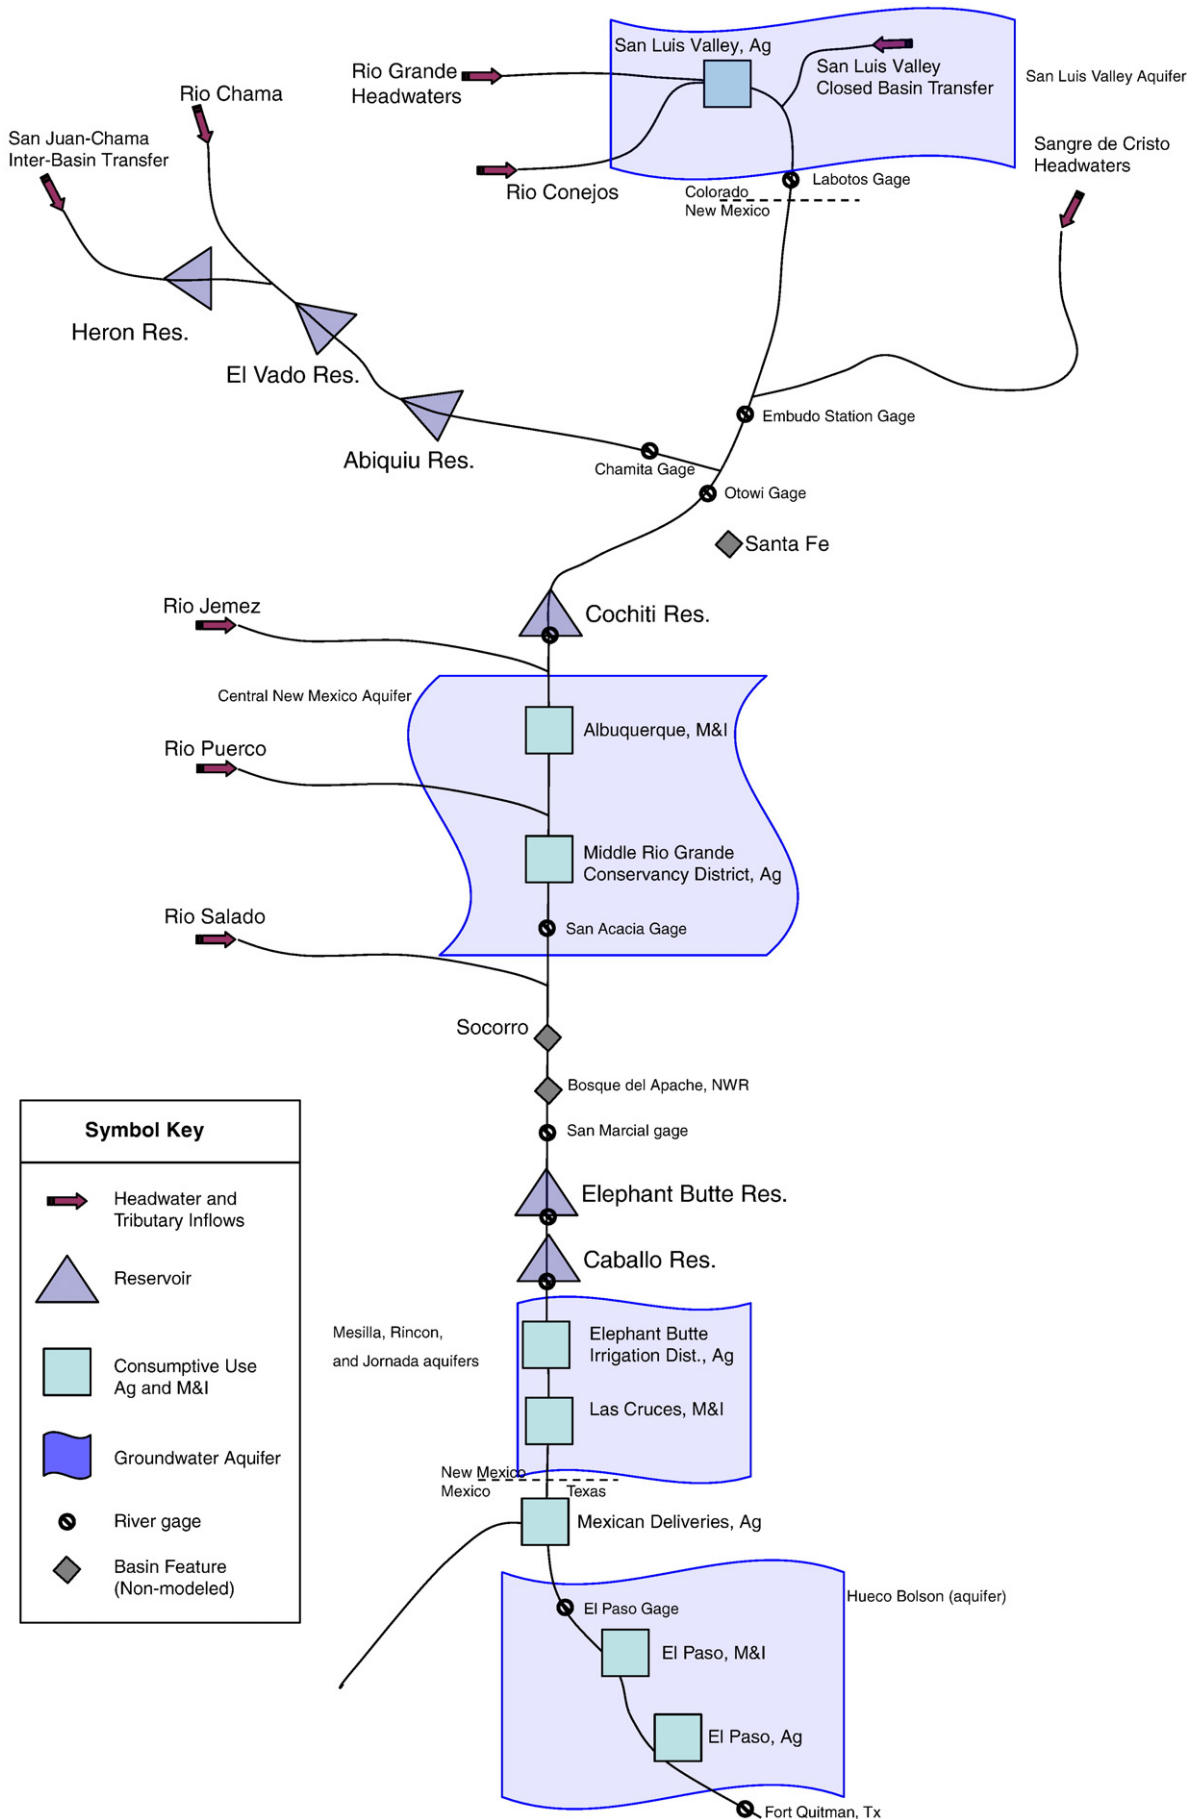 San Luis Valley, Ag
San Luis Valley
Closed Basin Transfer
San Luis Valley Aquifer
Rio Grande
Headwaters
Rio Chama
San Juan-Chama
Inter-Basin Transfer
Sangre de Cristo
Headwaters
Rio Conejos
Labotos Gage
Colorado
New Mexico
Heron Res.
El Vado Res.
Abiquiu Res.
Embudo Station Gage
Chamita Gage
Otowi Gage
Santa Fe
Rio Jemez
Cochiti Res.
Central New Mexico Aquifer
Albuquerque, M&I
Rio Puerco
Middle Rio Grande
Conservancy District, Ag
Rio Salado
San Acacia Gage
Socorro
Bosque del Apache, NWR
San Marcial gage
Elephant Butte Res.
Caballo Res.
Mesilla, Rincon,
and Jornada aquifers
Elephant Butte
Irrigation Dist., Ag
Las Cruces, M&I
New Mexico
Mexico
Texas
Mexican Deliveries, Ag
Hueco Bolson (aquifer)
El Paso Gage
El Paso, M&I
El Paso, Ag
Fort Quitman, Tx
Symbol Key
Headwater and
Tributary Inflows
Reservoir
Consumptive Use
Ag and M&I
Groundwater Aquifer
River gage
Basin Feature
(Non-modeled)